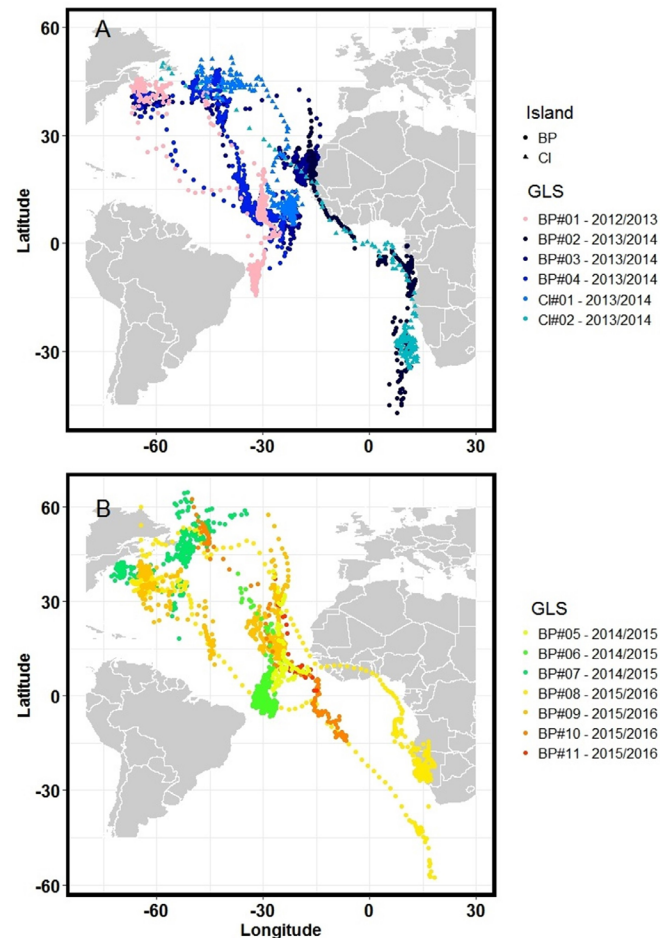 A
60
30
0
-30
Latitude
-60
-30
0
30
Island
BP
CI
GLS
BP#01 - 2012/2013
BP#02 - 2013/2014
BP#03 - 2013/2014
BP#04 - 2013/2014
CI#01 - 2013/2014
CI#02 - 2013/2014
B
60
30
0
-30
-60
Latitude
-60
-30
0
30
Longitude
GLS
BP#05 - 2014/2015
BP#06 - 2014/2015
BP#07 - 2014/2015
BP#08 - 2015/2016
BP#09 - 2015/2016
BP#10 - 2015/2016
BP#11 - 2015/2016